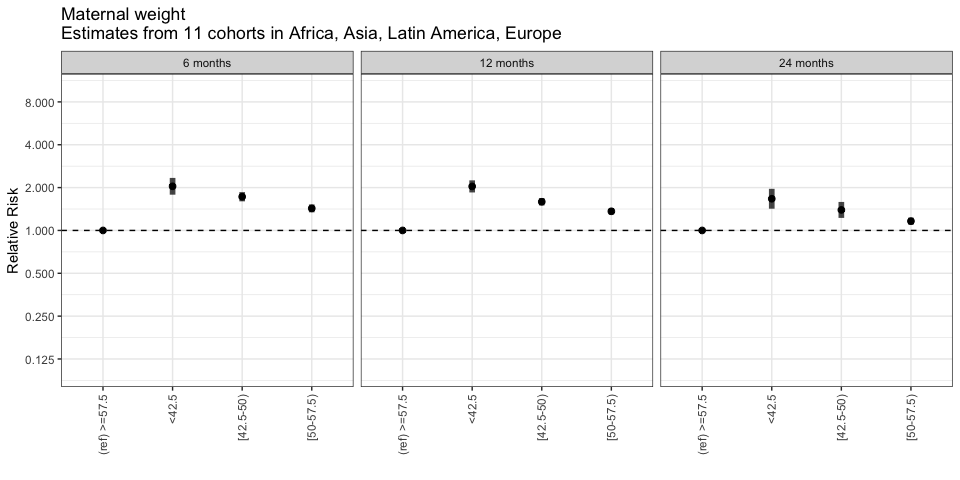 Maternal weight
Estimates from 11 cohorts in Africa, Asia, Latin America, Europe
6 months
12 months
24 months
Relative Risk
8.000
4.000
2.000
1.000
0.500
0.250
0.125
(ref) >=57.5
<42.5
[42.5-50)
[50-57.5)
(ref) >=57.5
<42.5
[42.5-50)
[50-57.5)
(ref) >=57.5
<42.5
[42.5-50)
[50-57.5)